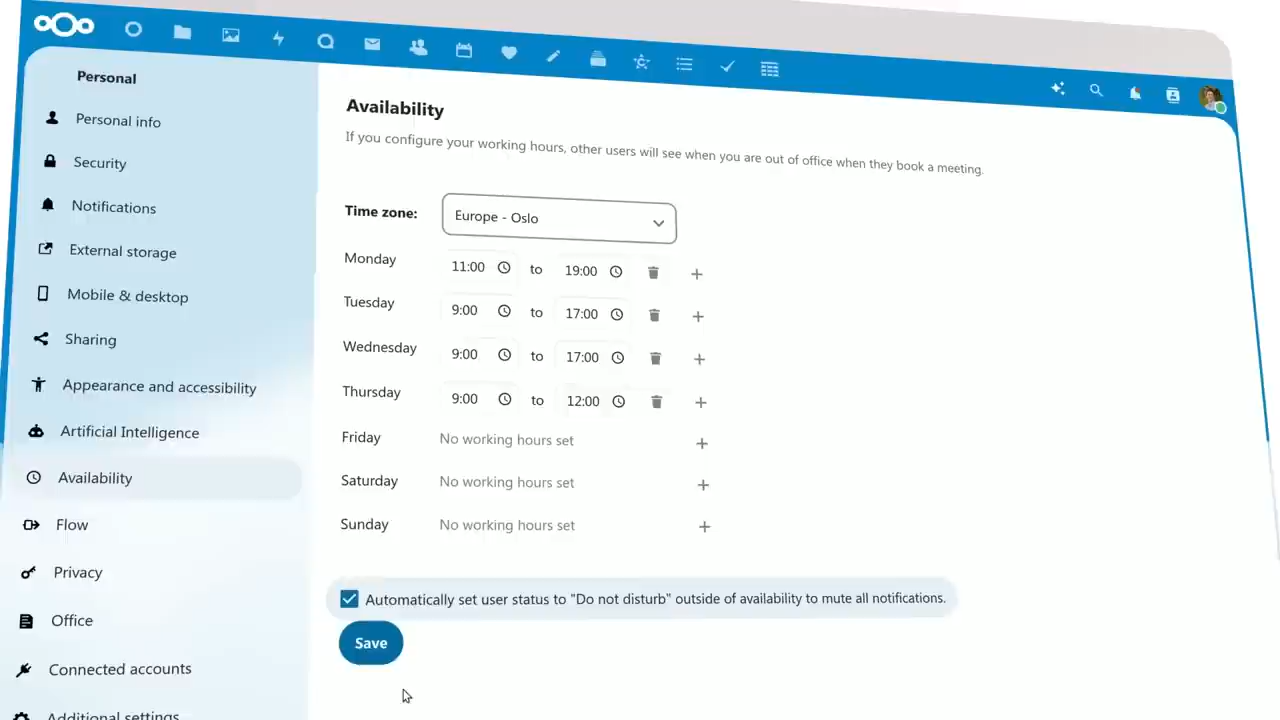 Personal
Personal info
Security
Notifications
External storage
Mobile & desktop
Sharing
Appearance and accessibility
Artificial Intelligence
Availability
Flow
Privacy
Office
Connected accounts
Additional settings
Availability
If you configure your working hours, other users will see when you are out of office when they book a meeting.
Time zone: Europe - Oslo
Monday 11:00 to 19:00
Tuesday 9:00 to 17:00
Wednesday 9:00 to 17:00
Thursday 9:00 to 12:00
Friday No working hours set
Saturday No working hours set
Sunday No working hours set
Automatically set user status to "Do not disturb" outside of availability to mute all notifications.
Save